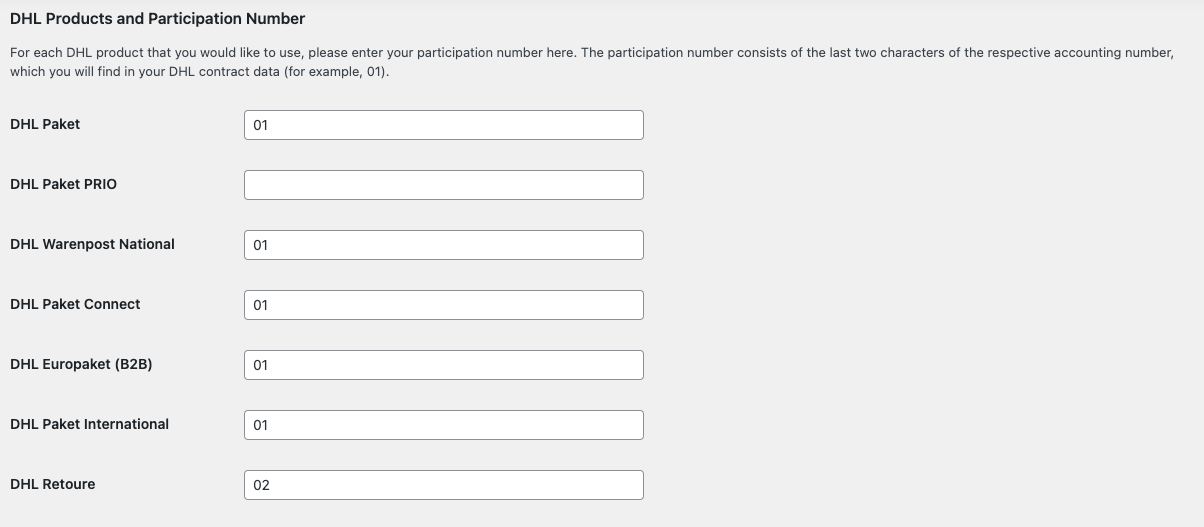 DHL Products and Participation Number
For each DHL product that you would like to use, please enter your participation number here. The participation number consists of the last two characters of the respective accounting number,
which you will find in your DHL contract data (for example, 01).
DHL Paket 01
DHL Paket PRIO
DHL Warenpost National 01
DHL Paket Connect 01
DHL Europaket (B2B) 01
DHL Paket International 01
DHL Retoure 02